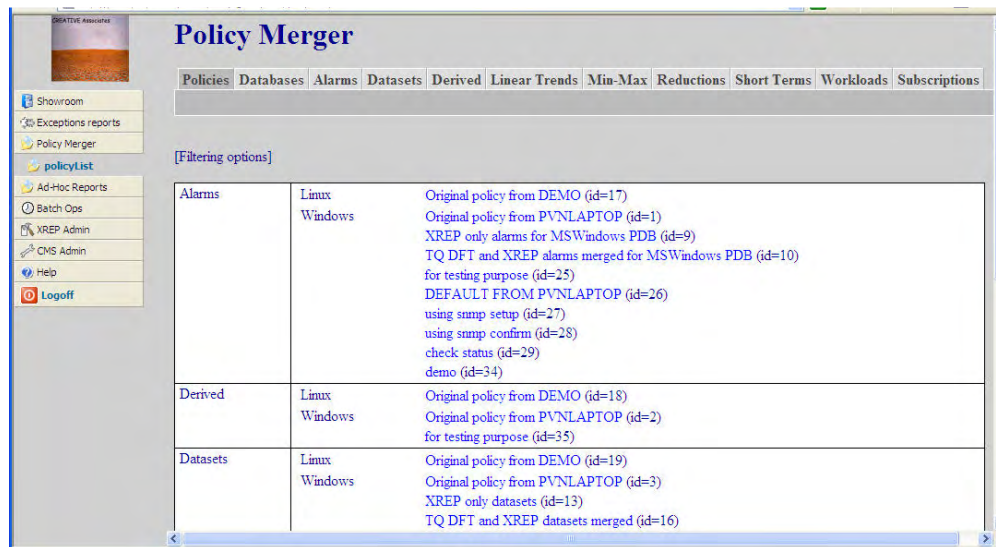 CREATIVE Associates
Policy Merger
Policies Databases Alarms Datasets Derived Linear Trends Min-Max Reductions Short Terms Workloads Subscriptions
Showroom
Exceptions reports
Policy Merger
policyList
Ad-Hoc Reports
Batch Ops
XREP Admin
CMS Admin
Help
Logoff
[Filtering options]
Alarms Linux Original policy from DEMO (id=17)
Windows Original policy from PVNLAPTOP (id=1)
XREP only alarms for MSWindows PDB (id=9)
TQ DFT and XREP alarms merged for MSWindows PDB (id=10)
for testing purpose (id=25)
DEFAULT FROM PVNLAPTOP (id=26)
using snmp setup (id=27)
using snmp confirm (id=28)
check status (id=29)
demo (id=34)
Derived Linux Original policy from DEMO (id=18)
Windows Original policy from PVNLAPTOP (id=2)
for testing purpose (id=35)
Datasets Linux Original policy from DEMO (id=19)
Windows Original policy from PVNLAPTOP (id=3)
XREP only datasets (id=13)
TQ DFT and XREP datasets merged (id=16)